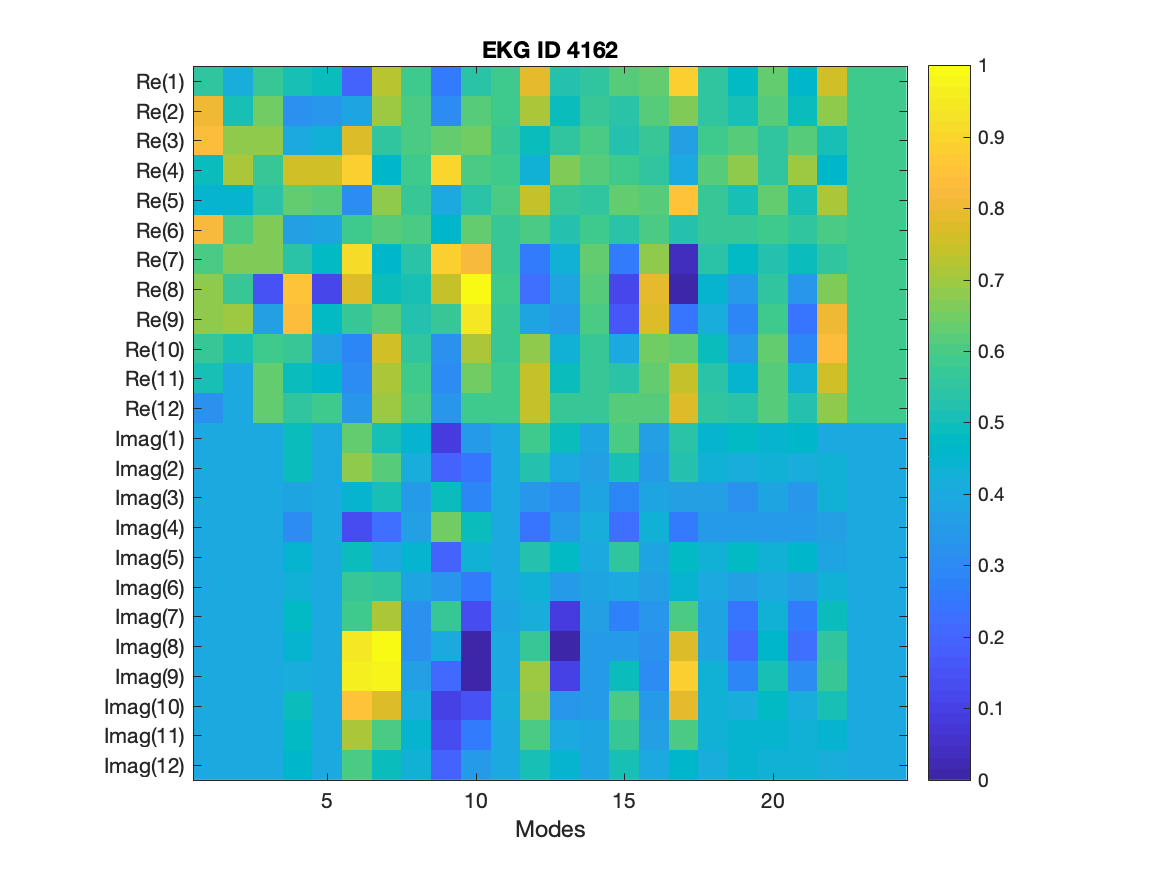 EKG ID 4162
Re(1)
Re(2)
Re(3)
Re(4)
Re(5)
Re(6)
Re(7)
Re(8)
Re(9)
Re(10)
Re(11)
Re(12)
Imag(1)
Imag(2)
Imag(3)
Imag(4)
Imag(5)
Imag(6)
Imag(7)
Imag(8)
Imag(9)
Imag(10)
Imag(11)
Imag(12)
5 10 15 20
Modes
1
0.9
0.8
0.7
0.6
0.5
0.4
0.3
0.2
0.1
0